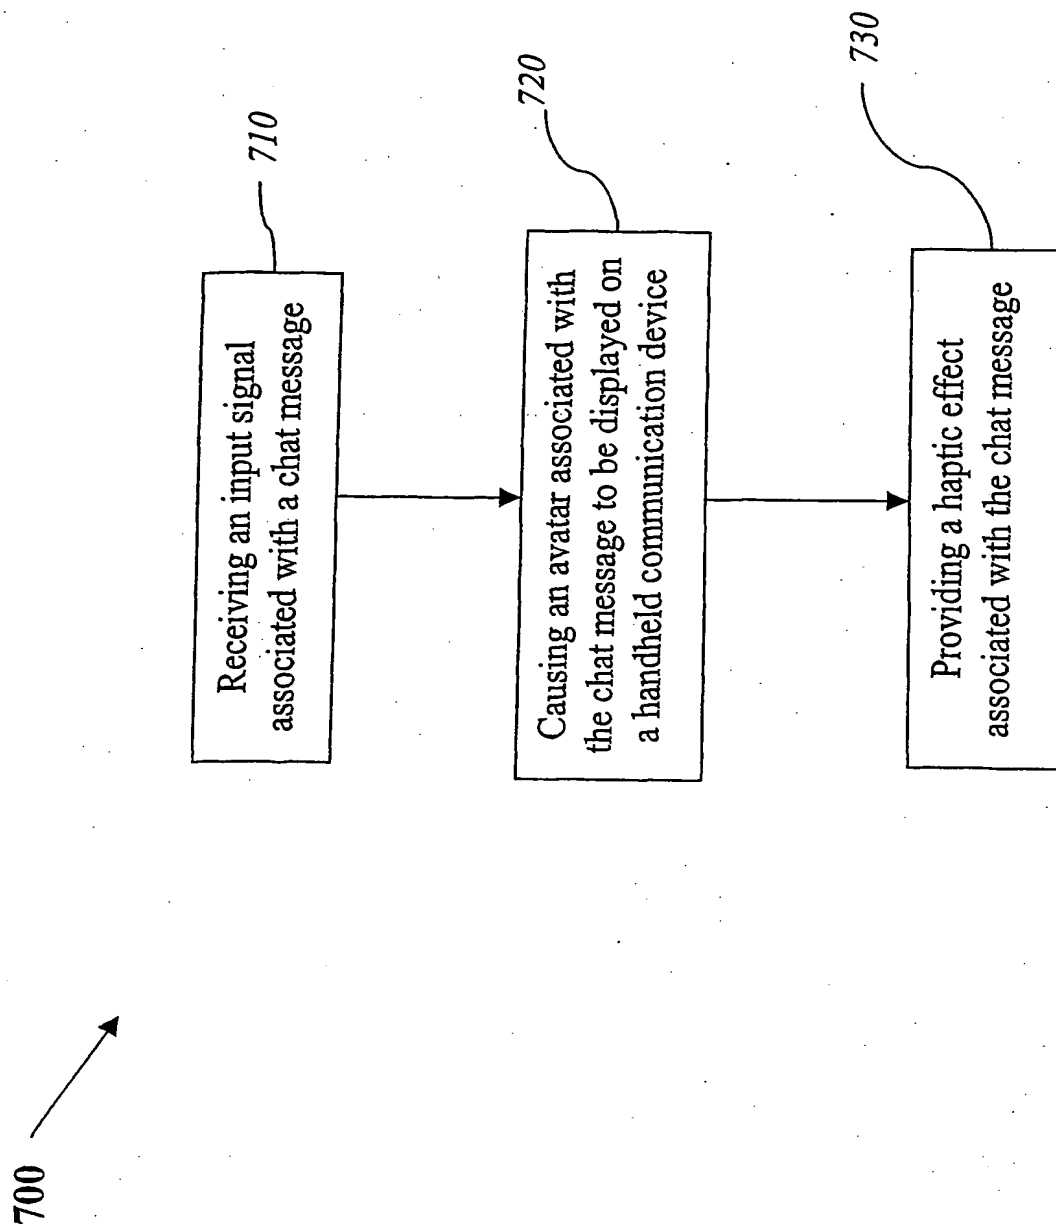 700
710
Receiving an input signal
associated with a chat message
720
Causing an avatar associated with
the chat message to be displayed on
a handheld communication device
730
Providing a haptic effect
associated with the chat message